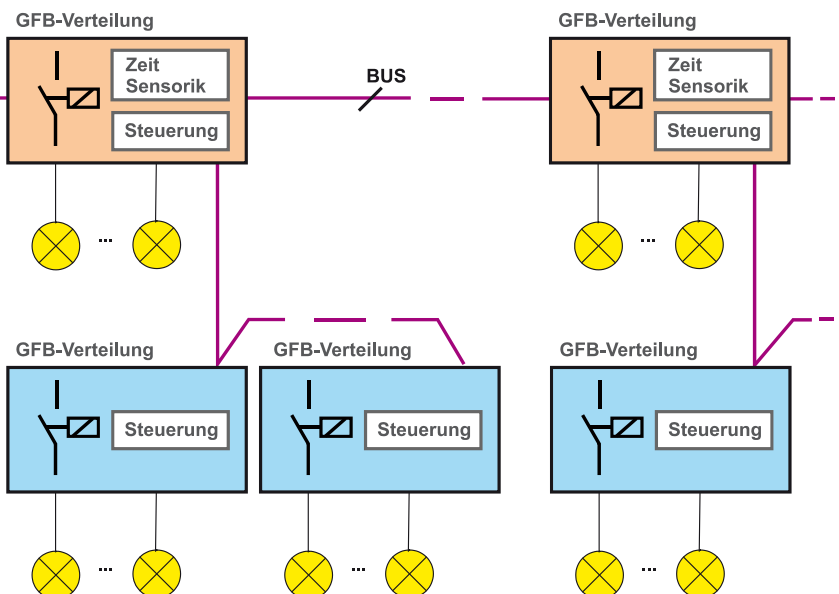 GFB-Verteilung
GFB-Verteilung
Zeit
Sensorik
Steuerung
BUS
Zeit
Sensorik
Steuerung
...
...
GFB-Verteilung
GFB-Verteilung
GFB-Verteilung
Steuerung
Steuerung
Steuerung
...
...
...